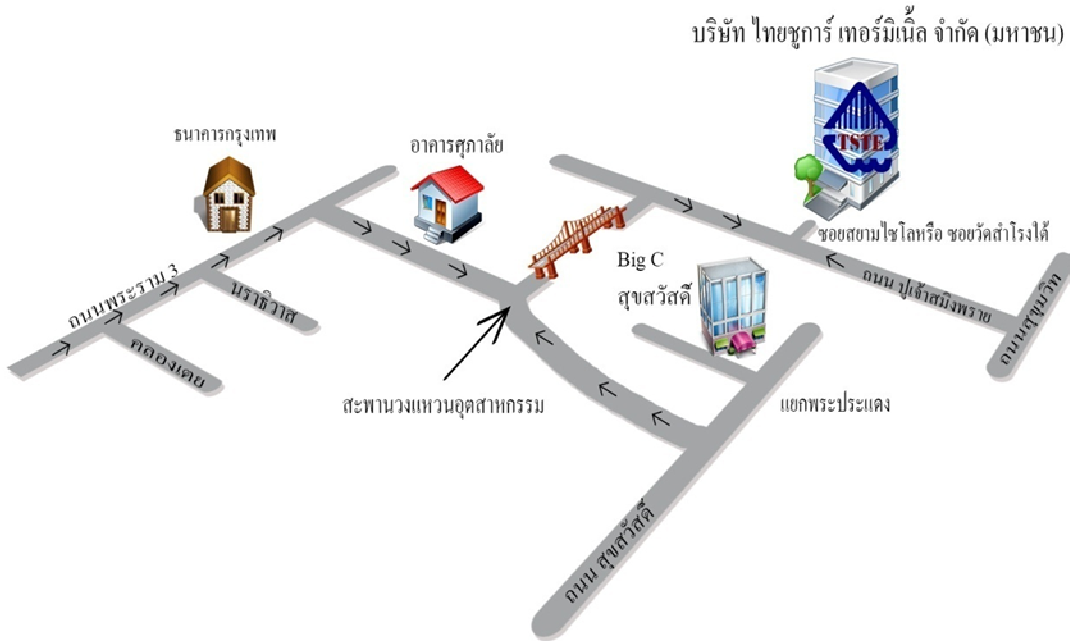 บริษัท ไทยชูการ์ เทอร์มิเนิ้ล จำกัด (มหาชน)
TSTE
ธนาคารกรุงเทพ
อาคารศุภาลัย
ซอยสยามไซโลหรือ ซอยวัดสำโรงใต้
Big C
สุขสวัสดิ์
ถนนพระราม 3
นราธิวาส
คลองเตย
ถนน ปู่เจ้าสมิงพราย
ถนนสุขุมวิท
สะพานวงแหวนอุตสาหกรรม
แยกพระประแดง
ถนน สุขสวัสดิ์